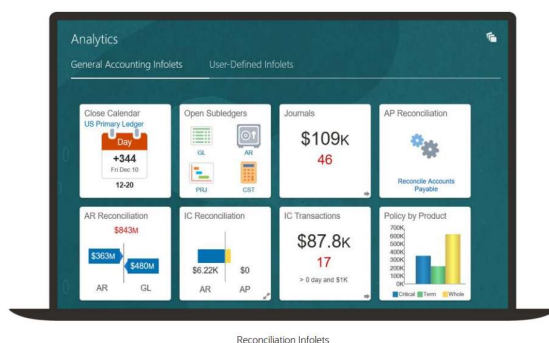 Analytics
General Accounting Infolets
User-Defined Infolets
Close Calendar
US Primary Ledger
Day
+344
Fri Dec 10
12-20
Open Subledgers
GL
AR
PRJ
CST
Journals
$109K
46
AP Reconciliation
Reconcile Accounts
Payable
AR Reconciliation
$843M
$363M
$480M
AR
GL
IC Reconciliation
$6.22K
$0
AR
AP
IC Transactions
$87.8K
17
> 0 day and $1K
Policy by Product
700K
600K
500K
400K
300K
200K
100K
0K
Critical
Term
Whole
Reconciliation Infolets